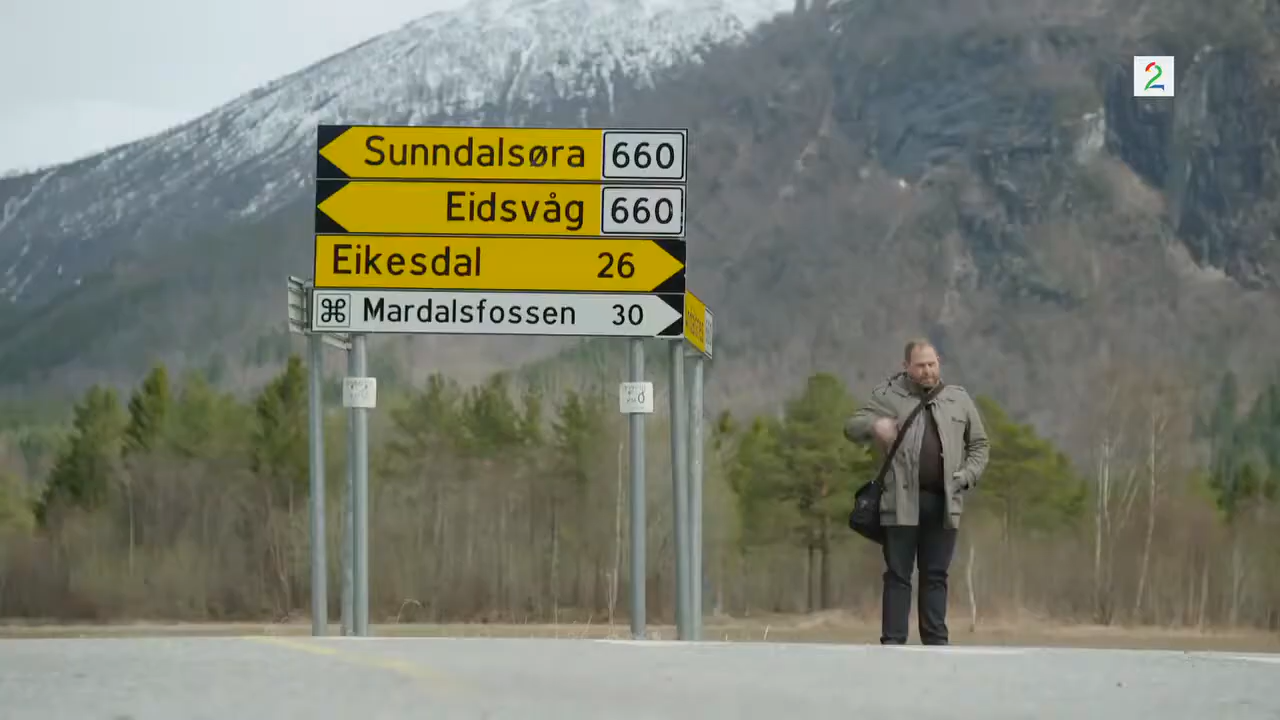 2
Sunndalsøra 660
Eidsvåg 660
Eikesdal 26
⌘ Mardalsfossen 30